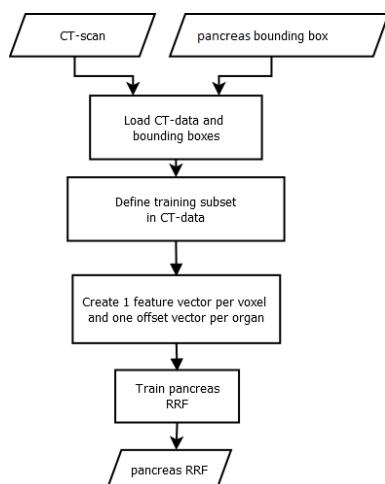 CT-scan
pancreas bounding box
Load CT-data and
bounding boxes
Define training subset
in CT-data
Create 1 feature vector per voxel
and one offset vector per organ
Train pancreas
RRF
pancreas RRF